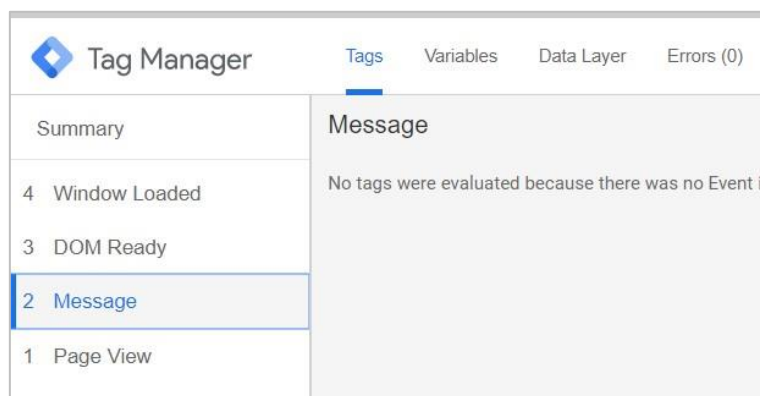 Tag Manager
Tags Variables Data Layer Errors (0)
Summary
4 Window Loaded
3 DOM Ready
2 Message
1 Page View
Message
No tags were evaluated because there was no Event